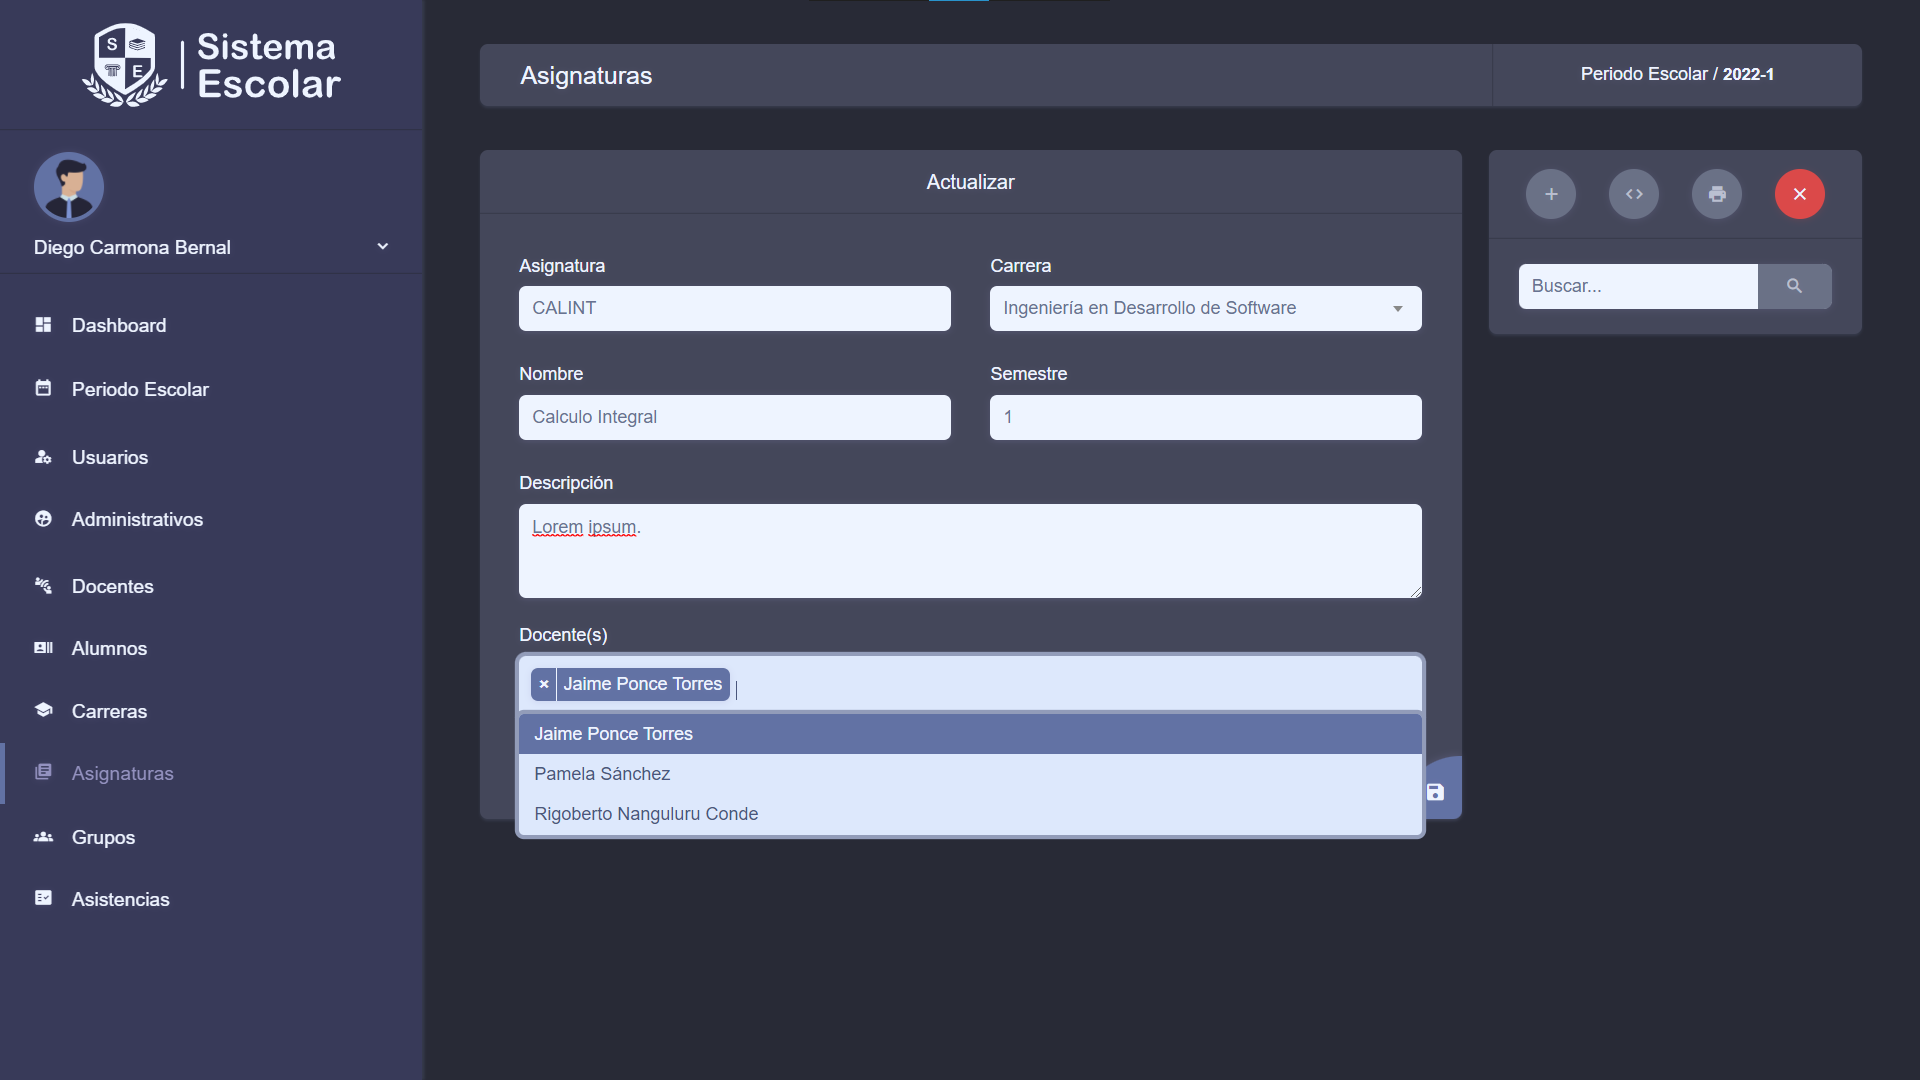 S
E
Sistema
Escolar
Diego Carmona Bernal
Dashboard
Periodo Escolar
Usuarios
Administrativos
Docentes
Alumnos
Carreras
Asignaturas
Grupos
Asistencias
Asignaturas
Periodo Escolar / 2022-1
Actualizar
Asignatura
CALINT
Carrera
Ingeniería en Desarrollo de Software
Nombre
Calculo Integral
Semestre
1
Descripción
Lorem ipsum.
Docente(s)
× Jaime Ponce Torres
Jaime Ponce Torres
Pamela Sánchez
Rigoberto Nanguluru Conde
Buscar...